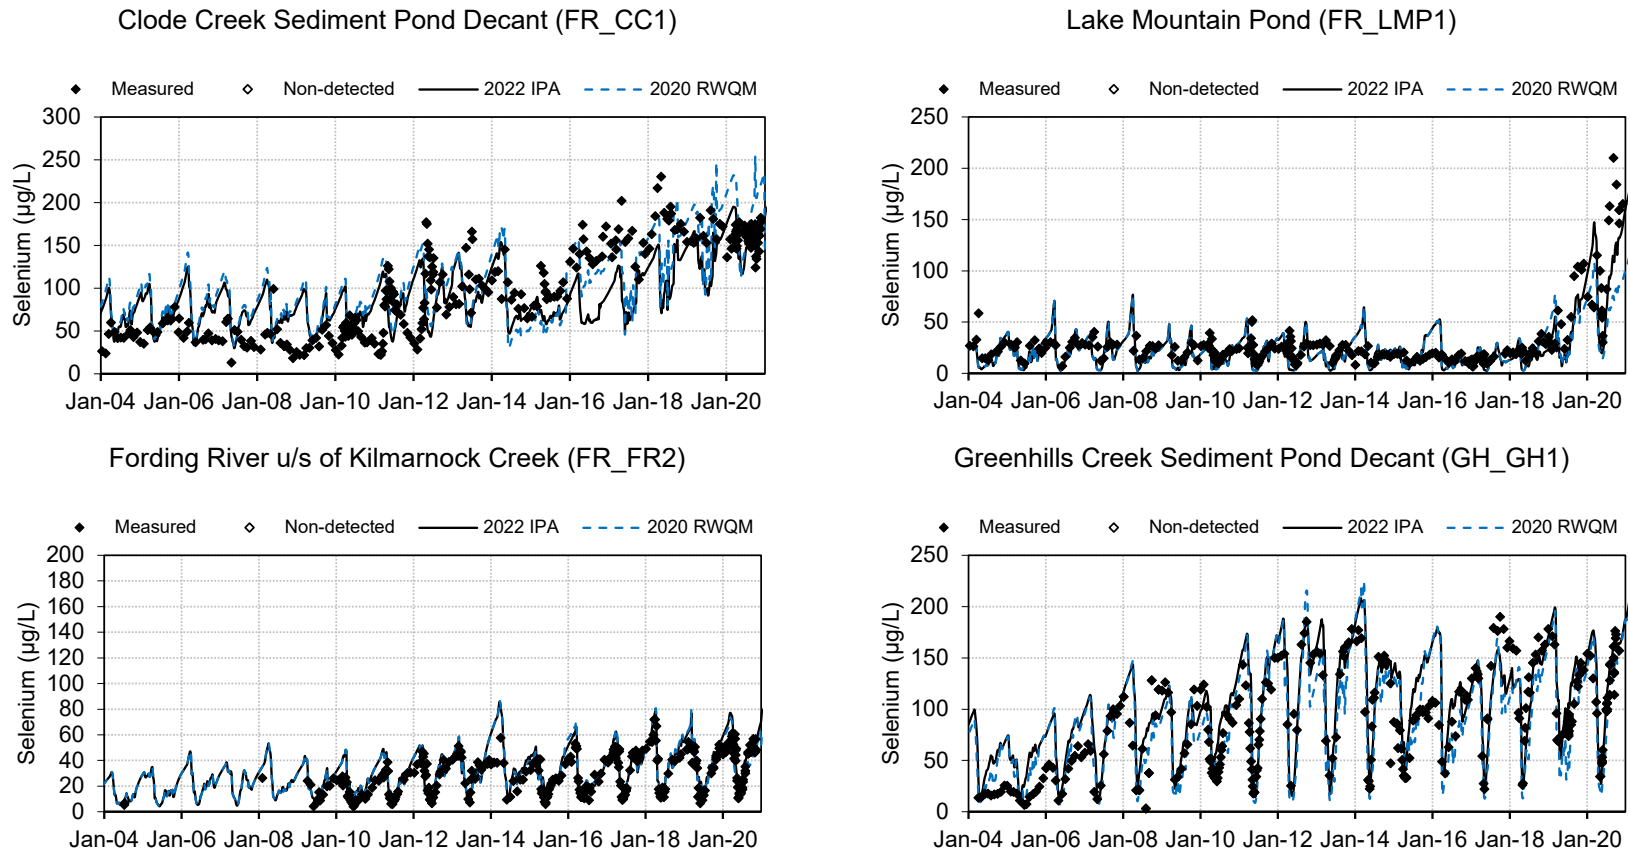 Clode Creek Sediment Pond Decant (FR_CC1)
Measured Non-detected 2022 IPA 2020 RWQM
Selenium (µg/L)
300
250
200
150
100
50
0
Jan-04 Jan-06 Jan-08 Jan-10 Jan-12 Jan-14 Jan-16 Jan-18 Jan-20
Lake Mountain Pond (FR_LMP1)
Measured Non-detected 2022 IPA 2020 RWQM
Selenium (µg/L)
250
200
150
100
50
0
Jan-04 Jan-06 Jan-08 Jan-10 Jan-12 Jan-14 Jan-16 Jan-18 Jan-20
Fording River u/s of Kilmarnock Creek (FR_FR2)
Measured Non-detected 2022 IPA 2020 RWQM
Selenium (µg/L)
200
180
160
140
120
100
80
60
40
20
0
Jan-04 Jan-06 Jan-08 Jan-10 Jan-12 Jan-14 Jan-16 Jan-18 Jan-20
Greenhills Creek Sediment Pond Decant (GH_GH1)
Measured Non-detected 2022 IPA 2020 RWQM
Selenium (µg/L)
250
200
150
100
50
0
Jan-04 Jan-06 Jan-08 Jan-10 Jan-12 Jan-14 Jan-16 Jan-18 Jan-20